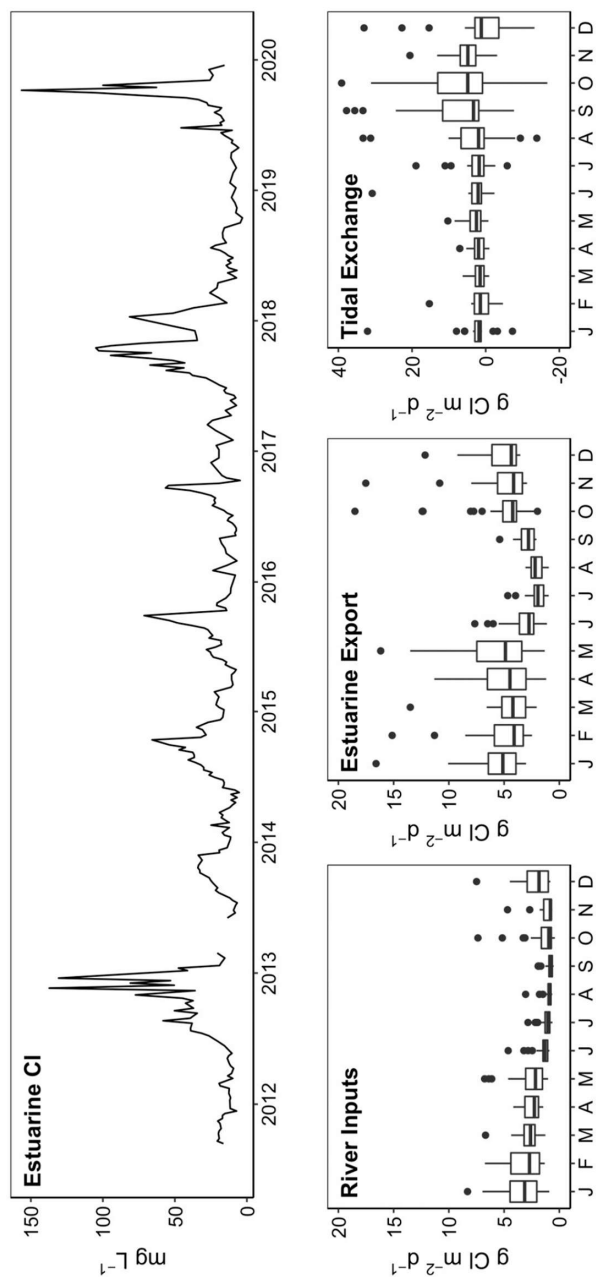 Estuarine Cl
mg L⁻¹
150
100
50
0
2012
2013
2014
2015
2016
2017
2018
2019
2020
River Inputs
g Cl m⁻² d⁻¹
20
15
10
5
0
J F M A M J J A S O N D
Estuarine Export
g Cl m⁻² d⁻¹
20
15
10
5
0
J F M A M J J A S O N D
Tidal Exchange
g Cl m⁻² d⁻¹
40
20
0
-20
J F M A M J J A S O N D